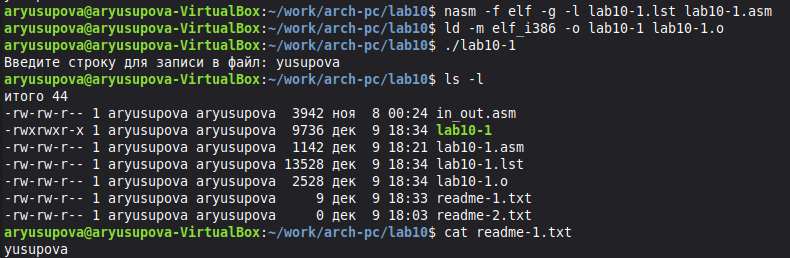 aryusupova@aryusupova-VirtualBox:~/work/arch-pc/lab10$ nasm -f elf -g -l lab10-1.lst lab10-1.asm
aryusupova@aryusupova-VirtualBox:~/work/arch-pc/lab10$ ld -m elf_i386 -o lab10-1 lab10-1.o
aryusupova@aryusupova-VirtualBox:~/work/arch-pc/lab10$ ./lab10-1
Введите строку для записи в файл: yusupova
aryusupova@aryusupova-VirtualBox:~/work/arch-pc/lab10$ ls -l
итого 44
-rw-rw-r-- 1 aryusupova aryusupova  3942 ноя  8 00:24 in_out.asm
-rwxrwxr-x 1 aryusupova aryusupova  9736 дек  9 18:34 lab10-1
-rw-rw-r-- 1 aryusupova aryusupova  1142 дек  9 18:21 lab10-1.asm
-rw-rw-r-- 1 aryusupova aryusupova 13528 дек  9 18:34 lab10-1.lst
-rw-rw-r-- 1 aryusupova aryusupova  2528 дек  9 18:34 lab10-1.o
-rw-rw-r-- 1 aryusupova aryusupova     9 дек  9 18:33 readme-1.txt
-rw-rw-r-- 1 aryusupova aryusupova     0 дек  9 18:03 readme-2.txt
aryusupova@aryusupova-VirtualBox:~/work/arch-pc/lab10$ cat readme-1.txt
yusupova